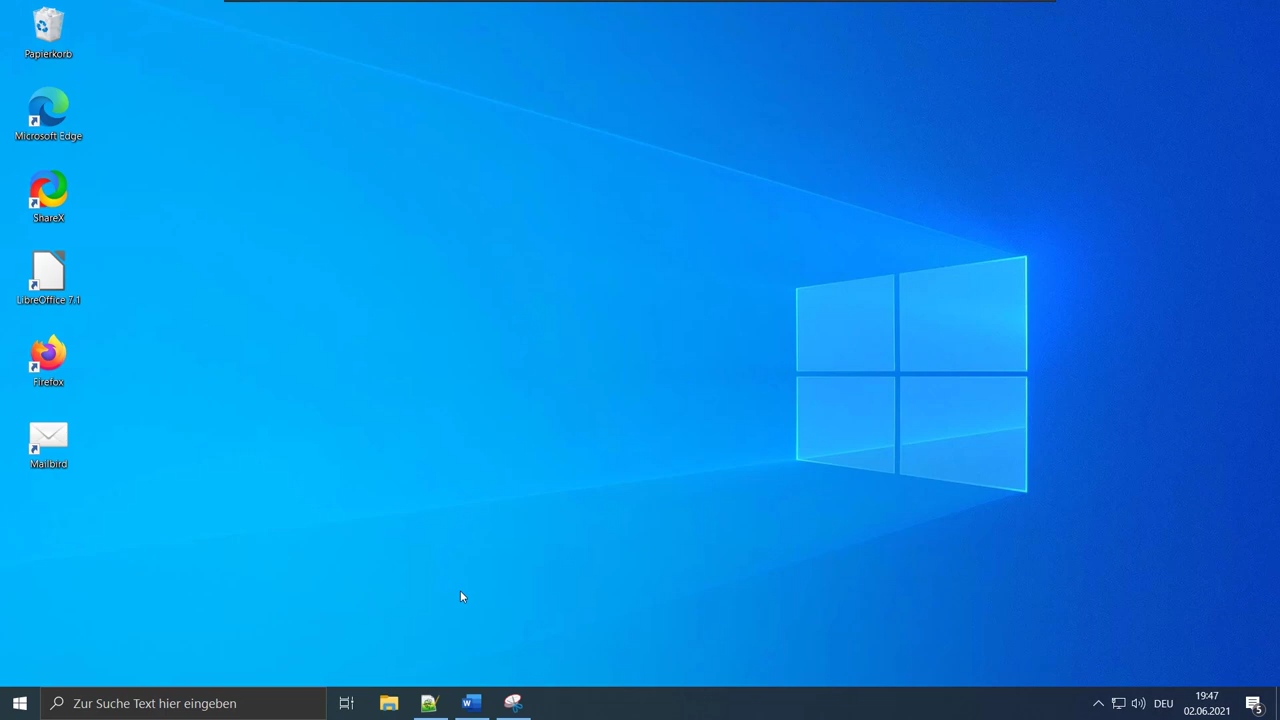 Papierkorb
Microsoft Edge
ShareX
LibreOffice 7.1
Firefox
Mailbird
Zur Suche Text hier eingeben
W
DEU
19:47
02.06.2021
5